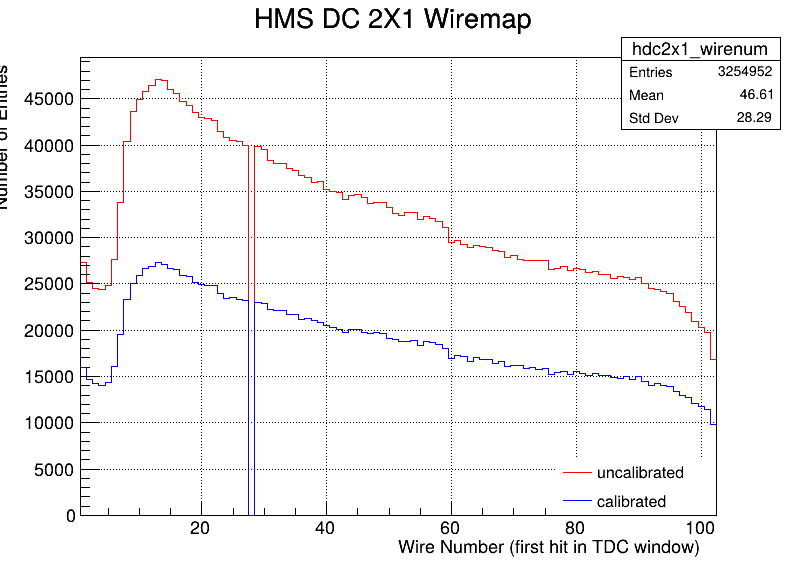 HMS DC 2X1 Wiremap
hdc2x1_wirenum
Entries 3254952
Mean 46.61
Std Dev 28.29
Number of Entries
45000
40000
35000
30000
25000
20000
15000
10000
5000
0
20 40 60 80 100
uncalibrated
calibrated
Wire Number (first hit in TDC window)